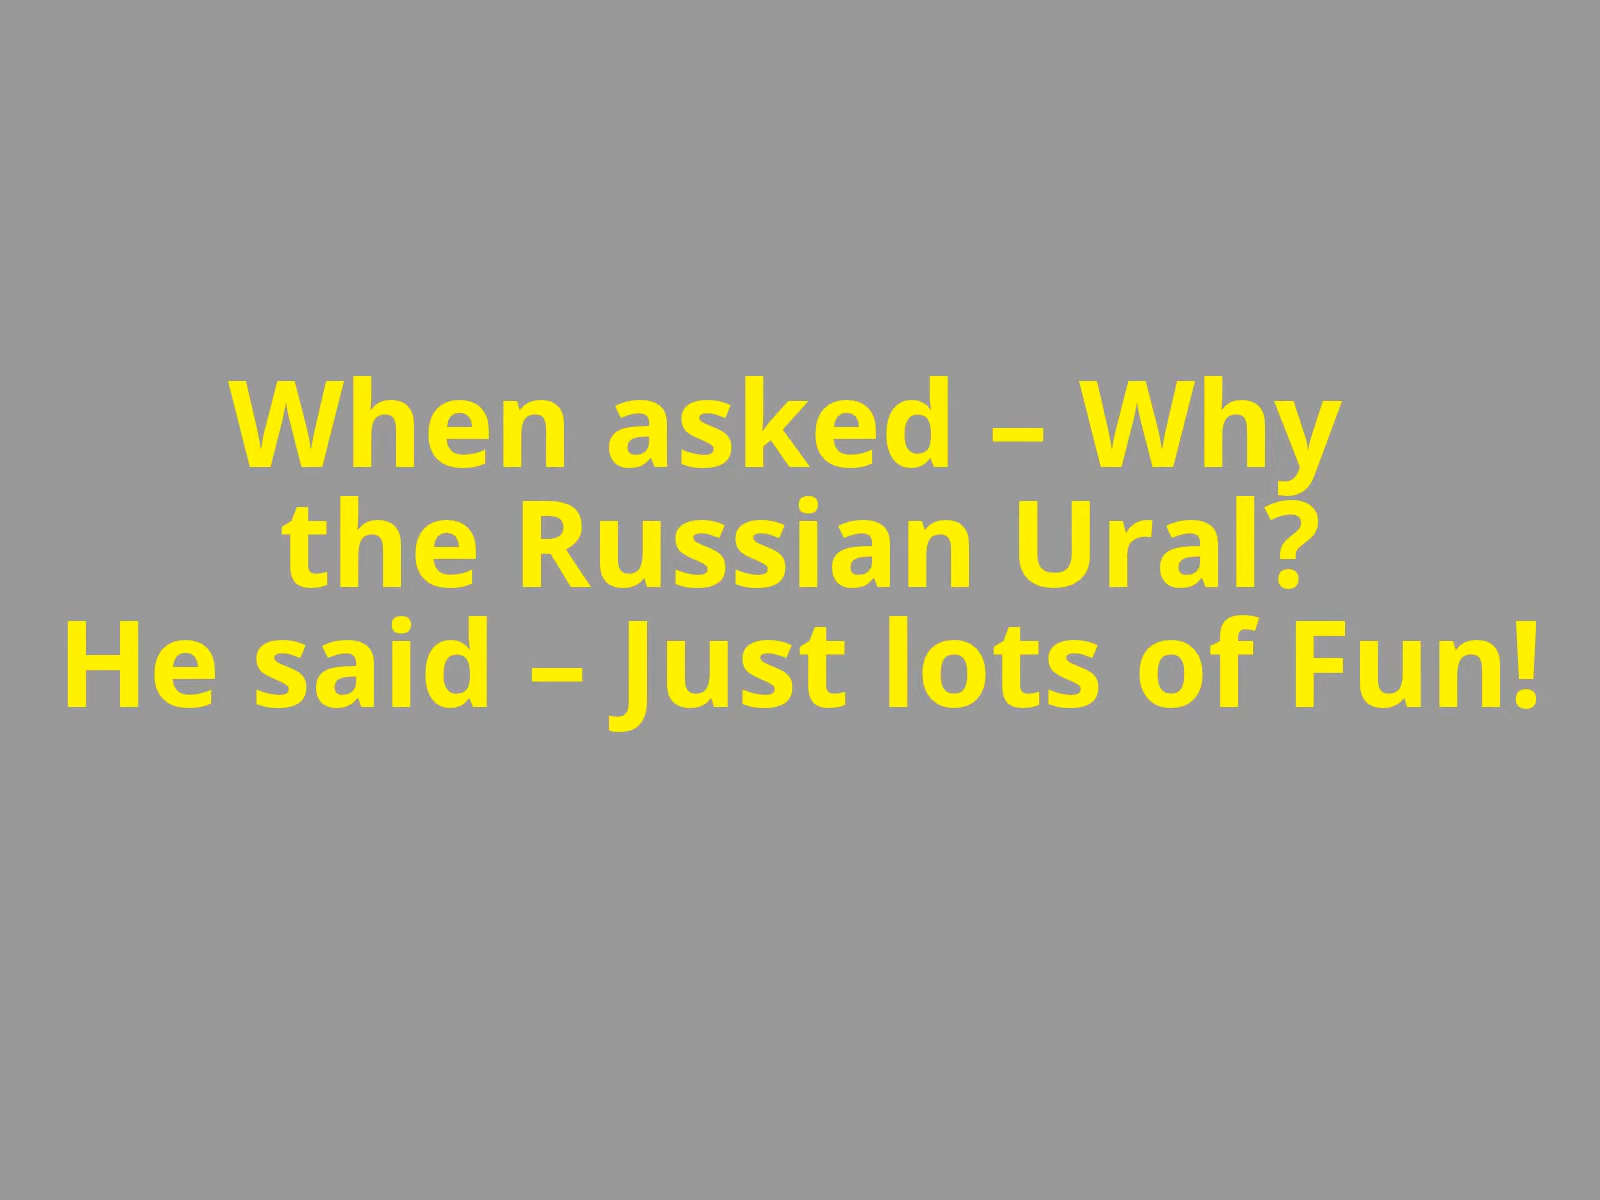 When asked – Why
the Russian Ural?
He said – Just lots of Fun!